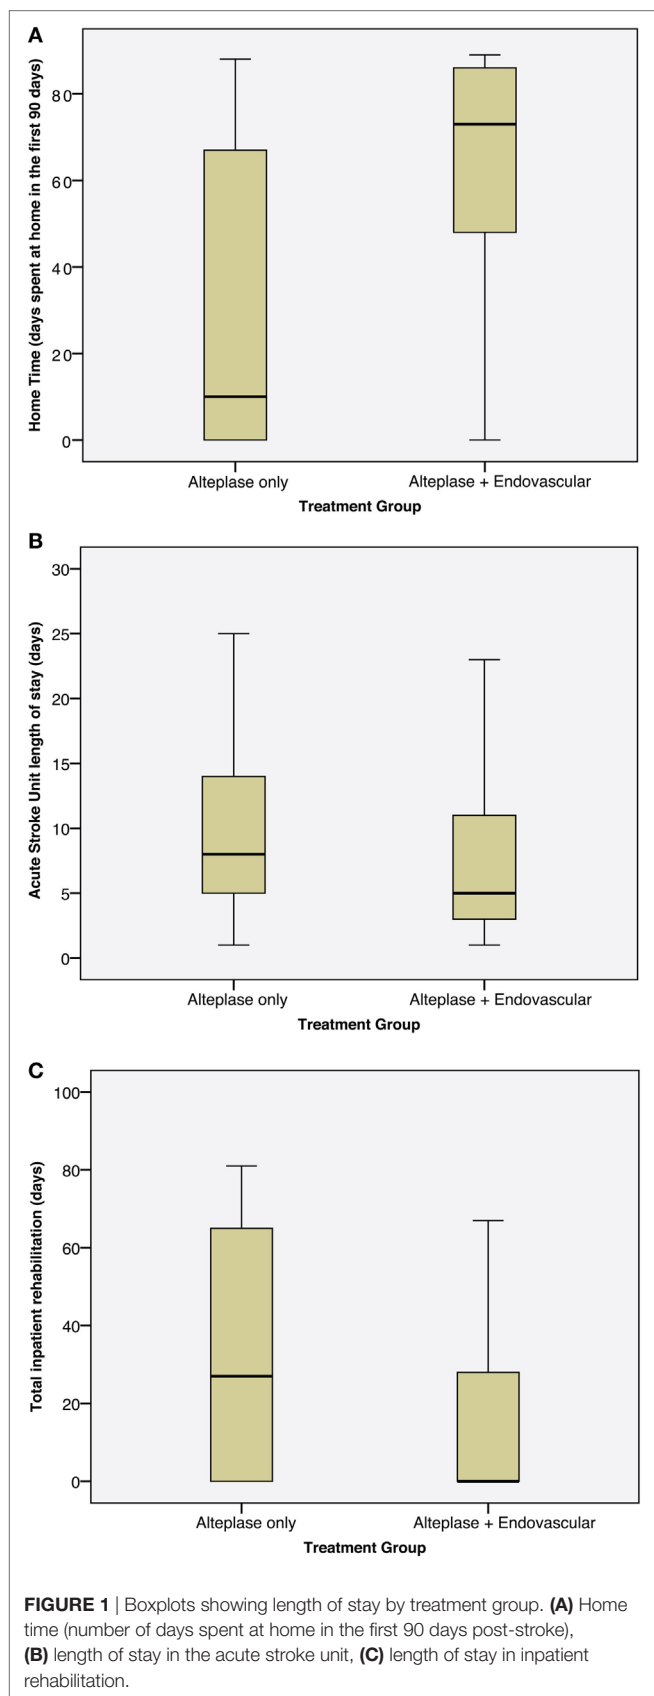 A
Home Time (days spent at home in the first 90 days)
80
60
40
20
0
Alteplase only
Alteplase + Endovascular
Treatment Group
B
Acute Stroke Unit length of stay (days)
30
25
20
15
10
5
0
Alteplase only
Alteplase + Endovascular
Treatment Group
C
Total inpatient rehabilitation (days)
100
80
60
40
20
0
Alteplase only
Alteplase + Endovascular
Treatment Group
FIGURE 1 | Boxplots showing length of stay by treatment group. (A) Home
time (number of days spent at home in the first 90 days post-stroke),
(B) length of stay in the acute stroke unit, (C) length of stay in inpatient
rehabilitation.